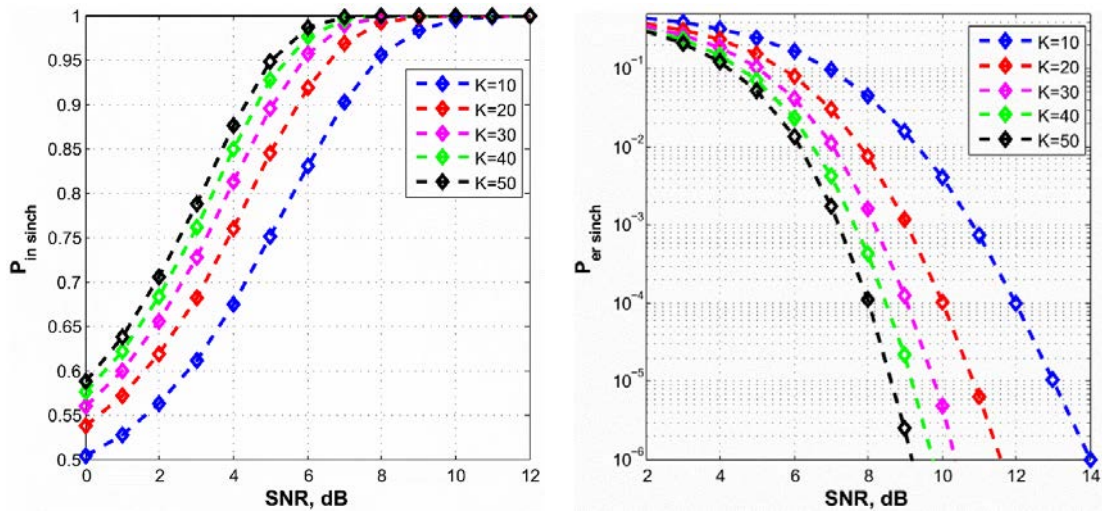 1
0.95
0.9
0.85
0.8
0.75
0.7
0.65
0.6
0.55
0.5
P in sinch
0 2 4 6 8 10 12
SNR, dB
K=10
K=20
K=30
K=40
K=50
10^-1
10^-2
10^-3
10^-4
10^-5
10^-6
P er sinch
2 4 6 8 10 12 14
SNR, dB
K=10
K=20
K=30
K=40
K=50